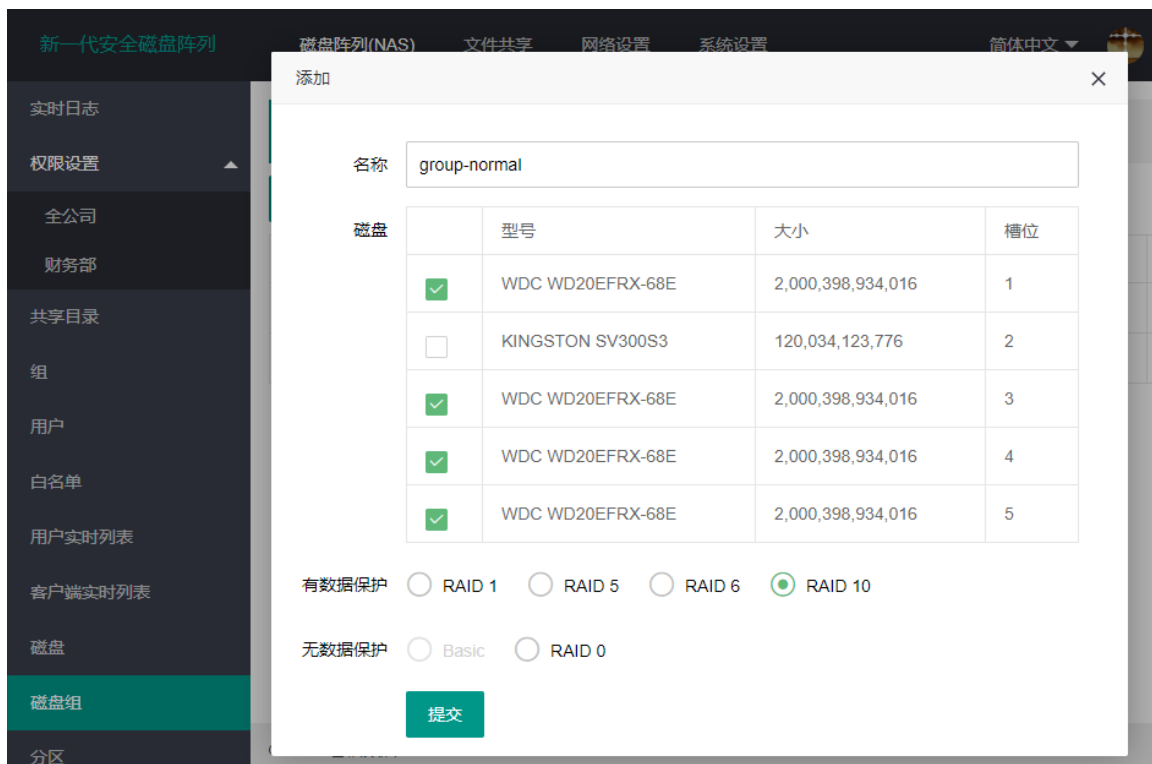 新一代安全磁盘阵列 磁盘阵列(NAS) 文件共享 网络设置 系统设置 简体中文
实时日志
权限设置
全公司
财务部
共享目录
组
用户
白名单
用户实时列表
客户端实时列表
磁盘
磁盘组
分区
添加
名称 group-normal
磁盘 型号 大小 槽位
WDC WD20EFRX-68E 2,000,398,934,016 1
KINGSTON SV300S3 120,034,123,776 2
WDC WD20EFRX-68E 2,000,398,934,016 3
WDC WD20EFRX-68E 2,000,398,934,016 4
WDC WD20EFRX-68E 2,000,398,934,016 5
有数据保护 RAID 1 RAID 5 RAID 6 RAID 10
无数据保护 Basic RAID 0
提交